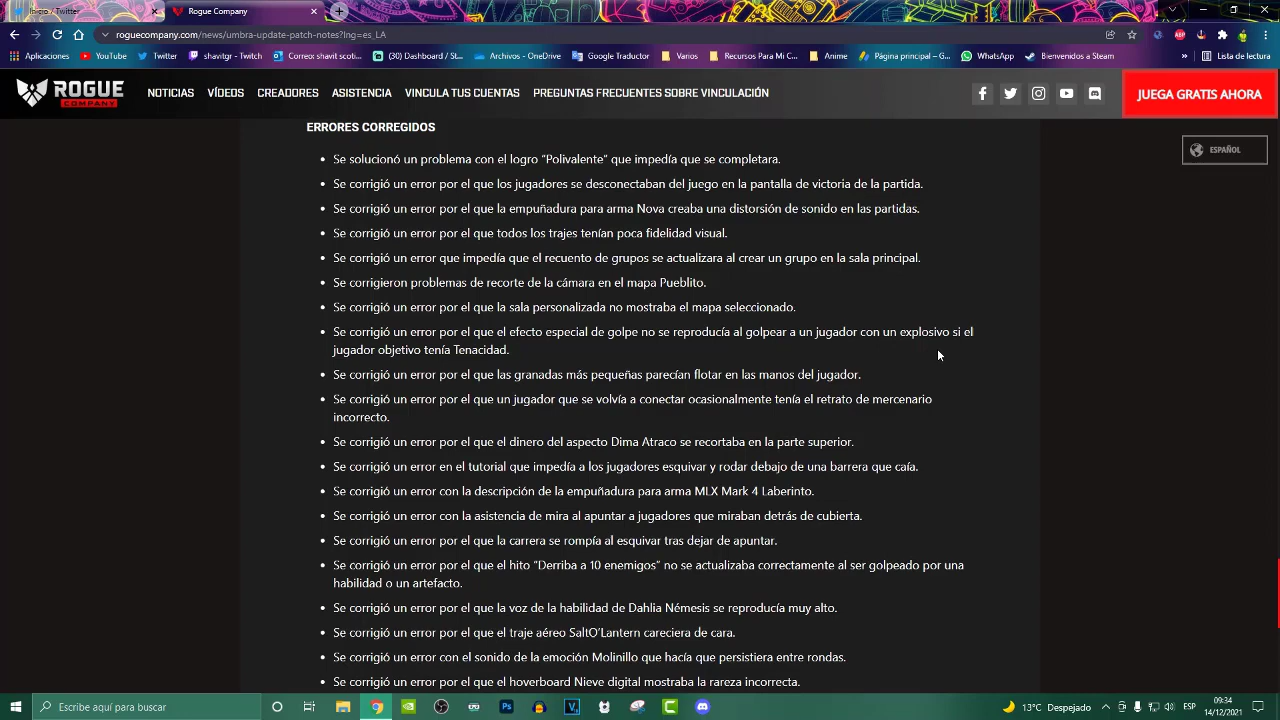 Inicio / Twitter
Rogue Company
roguecompany.com/news/umbra-update-patch-notes?lng=es_LA
ABP
Aplicaciones
YouTube
Twitter
shavitgr - Twitch
Correo: shavit scoti...
(30) Dashboard / St...
Archivos - OneDrive
Google Traductor
Varios
Recursos Para Mi C...
Anime
Página principal – G...
WhatsApp
Bienvenidos a Steam
»
Lista de lectura
ROGUE
COMPANY
NOTICIAS
VÍDEOS
CREADORES
ASISTENCIA
VINCULA TUS CUENTAS
PREGUNTAS FRECUENTES SOBRE VINCULACIÓN
JUEGA GRATIS AHORA
ESPAÑOL
ERRORES CORREGIDOS
• Se solucionó un problema con el logro “Polivalente” que impedía que se completara.
• Se corrigió un error por el que los jugadores se desconectaban del juego en la pantalla de victoria de la partida.
• Se corrigió un error por el que la empuñadura para arma Nova creaba una distorsión de sonido en las partidas.
• Se corrigió un error por el que todos los trajes tenían poca fidelidad visual.
• Se corrigió un error que impedía que el recuento de grupos se actualizara al crear un grupo en la sala principal.
• Se corrigieron problemas de recorte de la cámara en el mapa Pueblito.
• Se corrigió un error por el que la sala personalizada no mostraba el mapa seleccionado.
• Se corrigió un error por el que el efecto especial de golpe no se reproducía al golpear a un jugador con un explosivo si el
jugador objetivo tenía Tenacidad.
• Se corrigió un error por el que las granadas más pequeñas parecían flotar en las manos del jugador.
• Se corrigió un error por el que un jugador que se volvía a conectar ocasionalmente tenía el retrato de mercenario
incorrecto.
• Se corrigió un error por el que el dinero del aspecto Dima Atraco se recortaba en la parte superior.
• Se corrigió un error en el tutorial que impedía a los jugadores esquivar y rodar debajo de una barrera que caía.
• Se corrigió un error con la descripción de la empuñadura para arma MLX Mark 4 Laberinto.
• Se corrigió un error con la asistencia de mira al apuntar a jugadores que miraban detrás de cubierta.
• Se corrigió un error por el que la carrera se rompía al esquivar tras dejar de apuntar.
• Se corrigió un error por el que el hito “Derriba a 10 enemigos” no se actualizaba correctamente al ser golpeado por una
habilidad o un artefacto.
• Se corrigió un error por el que la voz de la habilidad de Dahlia Némesis se reproducía muy alto.
• Se corrigió un error por el que el traje aéreo SaltO’Lantern careciera de cara.
• Se corrigió un error con el sonido de la emoción Molinillo que hacía que persistiera entre rondas.
• Se corrigió un error por el que el hoverboard Nieve digital mostraba la rareza incorrecta.
Escribe aquí para buscar
13°C Despejado
ESP
09:34
14/12/2021